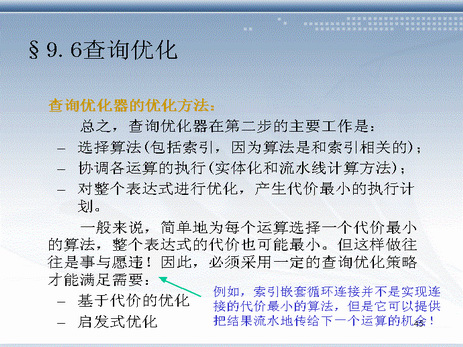 §9.6查询优化
查询优化器的优化方法：
总之，查询优化器在第二步的主要工作是：
– 选择算法(包括索引，因为算法是和索引相关的)；
– 协调各运算的执行(实体化和流水线计算方法)；
– 对整个表达式进行优化，产生代价最小的执行计
划。
一般来说，简单地为每个运算选择一个代价最小
的算法，整个表达式的代价也可能最小。但这样做往
往是事与愿违！因此，必须采用一定的查询优化策略
才能满足需要：
– 基于代价的优化
– 启发式优化
例如，索引嵌套循环连接并不是实现连
接的代价最小的算法，但是它可以提供
把结果流水地传给下一个运算的机会！